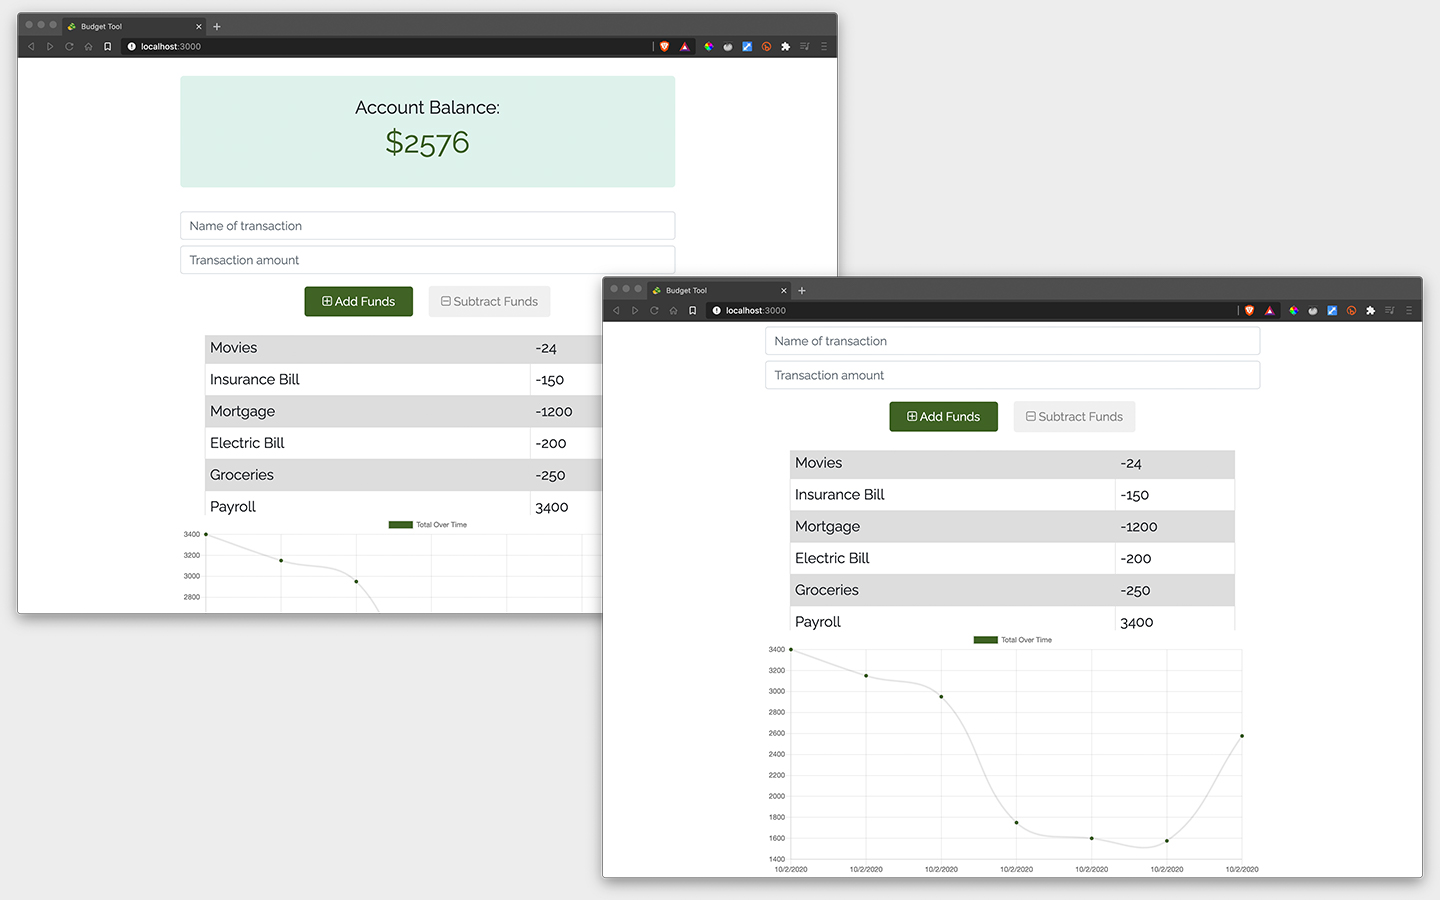 Budget Tool
localhost:3000
Account Balance:
$2576
Name of transaction
Transaction amount
Add Funds
Subtract Funds
Movies -24
Insurance Bill -150
Mortgage -1200
Electric Bill -200
Groceries -250
Payroll 3400
Total Over Time
3400
3200
3000
2800
Budget Tool
localhost:3000
Name of transaction
Transaction amount
Add Funds
Subtract Funds
Movies -24
Insurance Bill -150
Mortgage -1200
Electric Bill -200
Groceries -250
Payroll 3400
Total Over Time
3400
3200
3000
2800
2600
2400
2200
2000
1800
1600
1400
10/2/2020 10/2/2020 10/2/2020 10/2/2020 10/2/2020 10/2/2020 10/2/2020